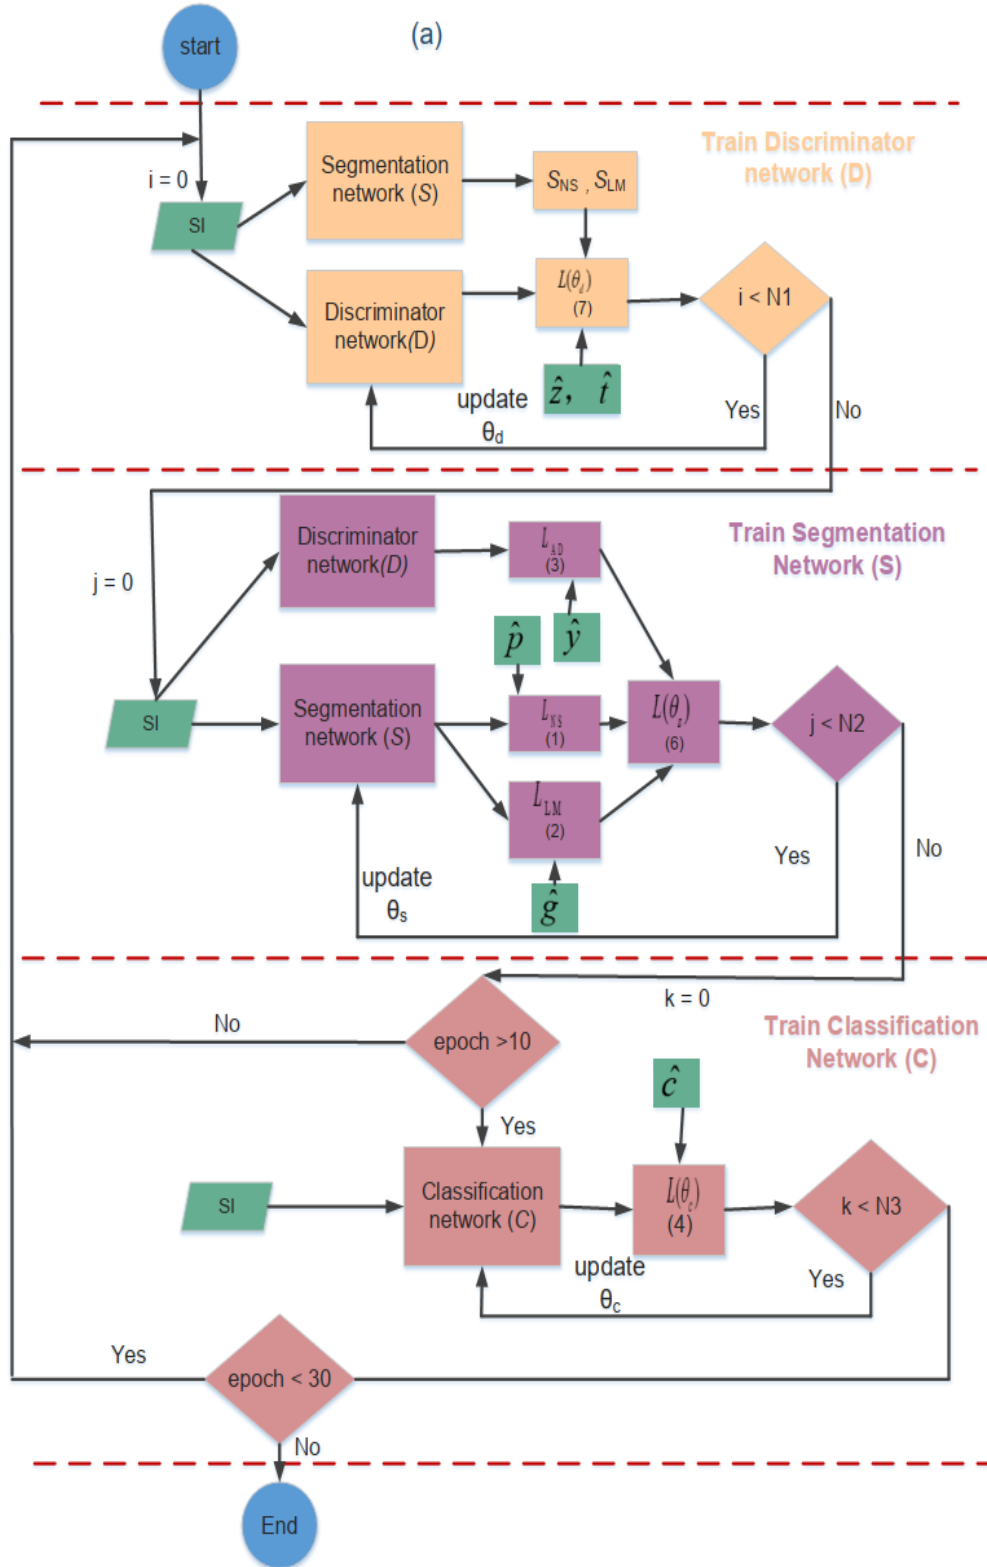 start
(a)
Train Discriminator
network (D)
i = 0
SI
Segmentation
network (S)
S_NS , S_LM
Discriminator
network(D)
L(θ_d)
(7)
i < N1
ẑ, t̂
update
θ_d
Yes
No
Train Segmentation
Network (S)
j = 0
Discriminator
network(D)
L_AD
(3)
p̂
ŷ
SI
Segmentation
network (S)
L_NS
(1)
L(θ_s)
(6)
j < N2
L_LM
(2)
ĝ
update
θ_s
Yes
No
k = 0
Train Classification
Network (C)
No
epoch >10
Yes
ĉ
SI
Classification
network (C)
L(θ_c)
(4)
k < N3
update
θ_c
Yes
Yes
epoch < 30
No
End